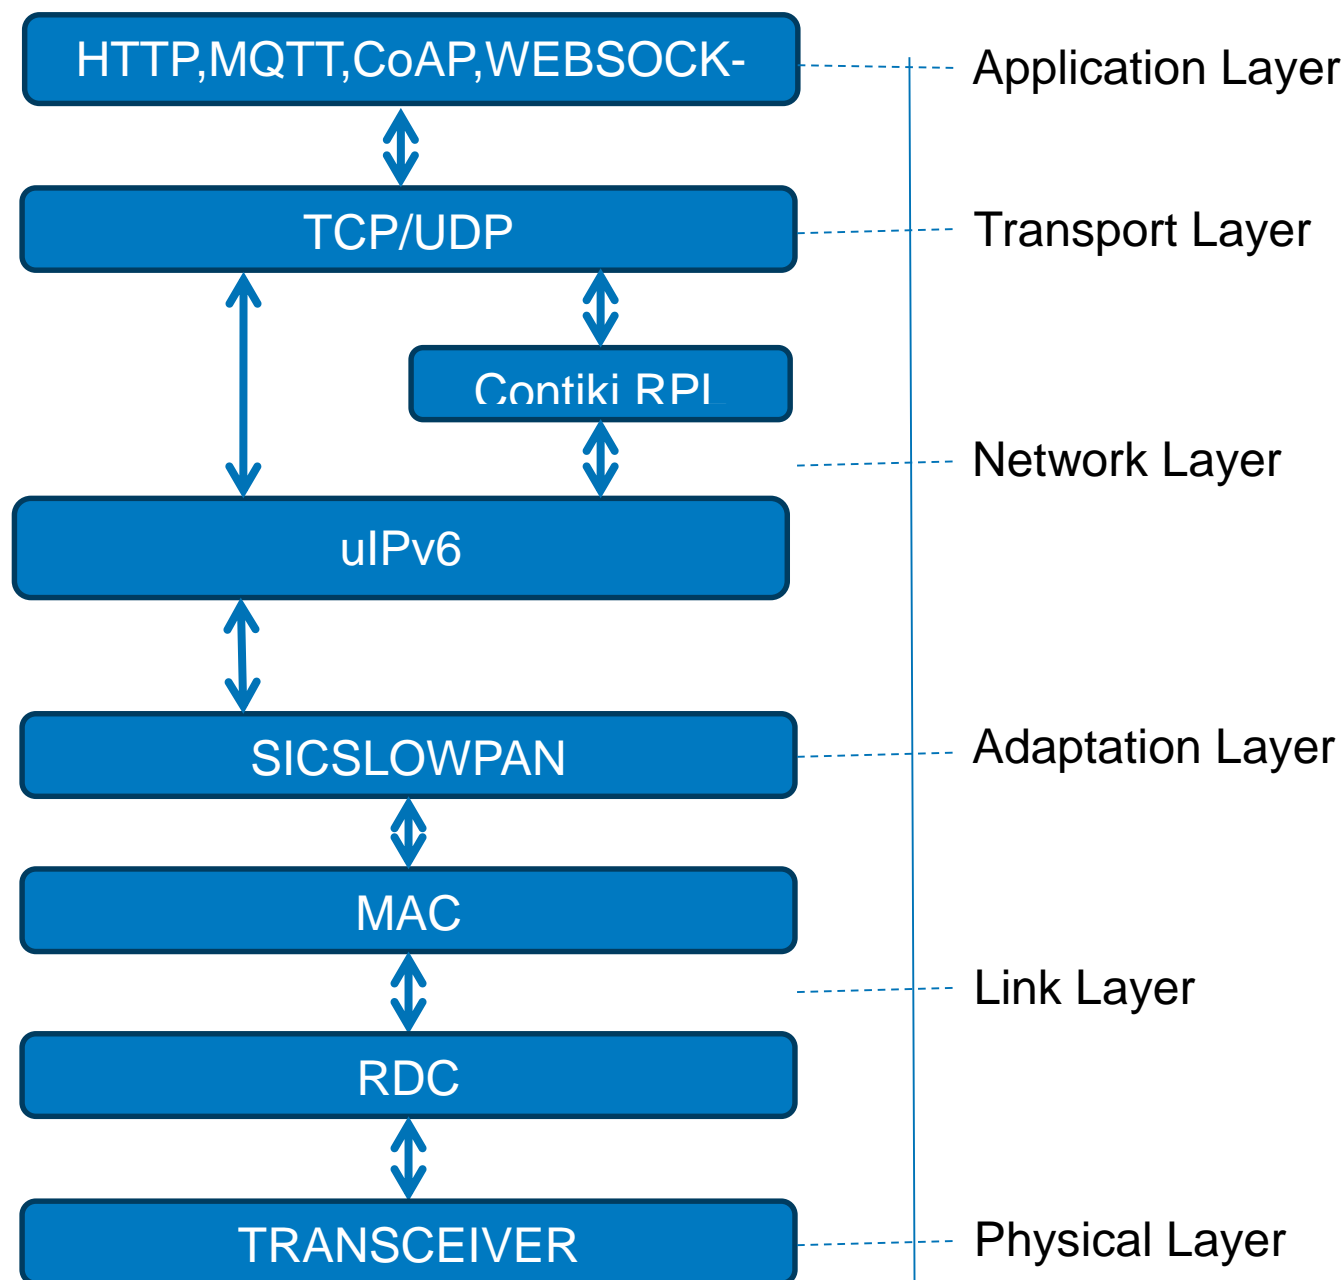 HTTP,MQTT,CoAP,WEBSOCK-
Application Layer
TCP/UDP
Transport Layer
Contiki RPL
Network Layer
uIPv6
SICSLOWPAN
Adaptation Layer
MAC
Link Layer
RDC
TRANSCEIVER
Physical Layer